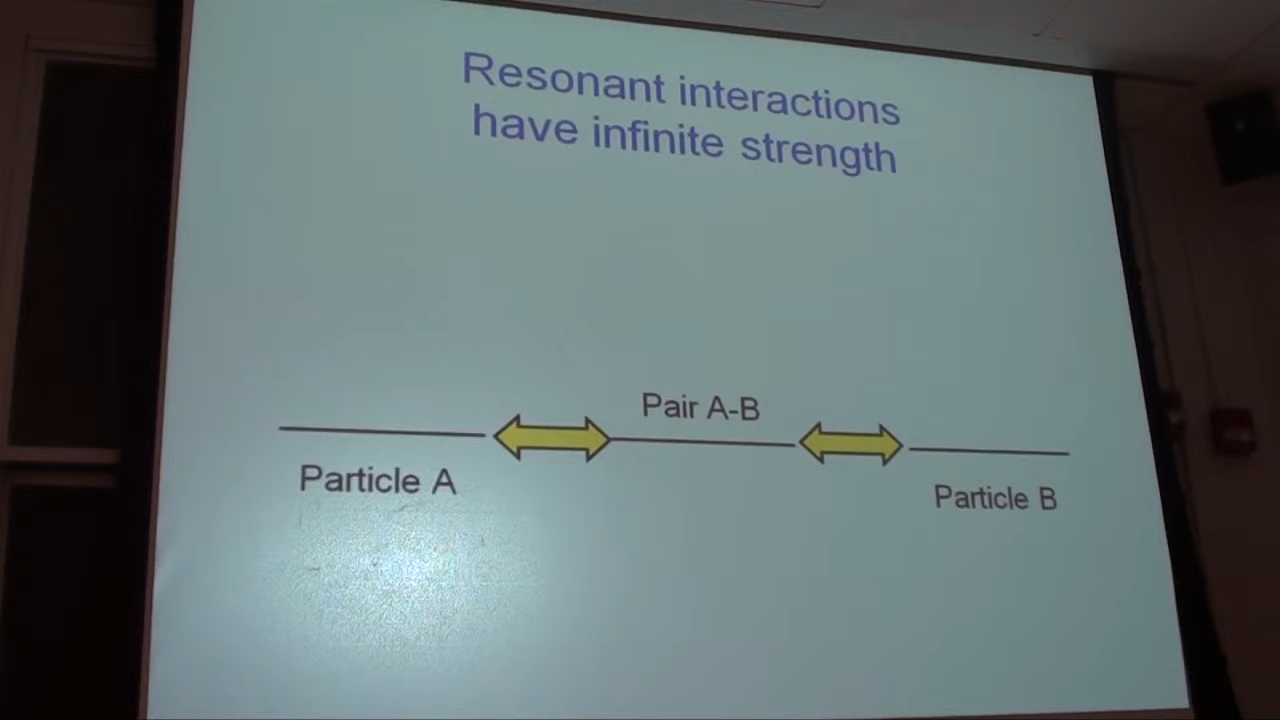 Resonant interactions
have infinite strength
Pair A-B
Particle A
Particle B